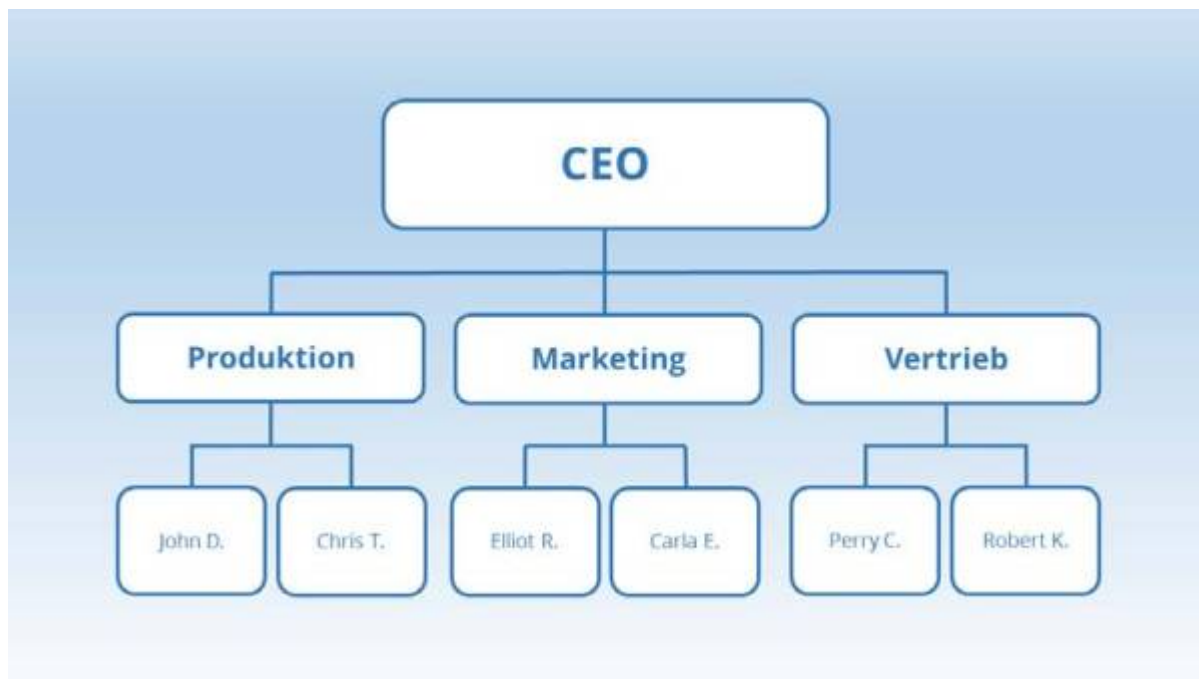 CEO
Produktion
Marketing
Vertrieb
John D.
Chris T.
Elliot R.
Carla E.
Perry C.
Robert K.